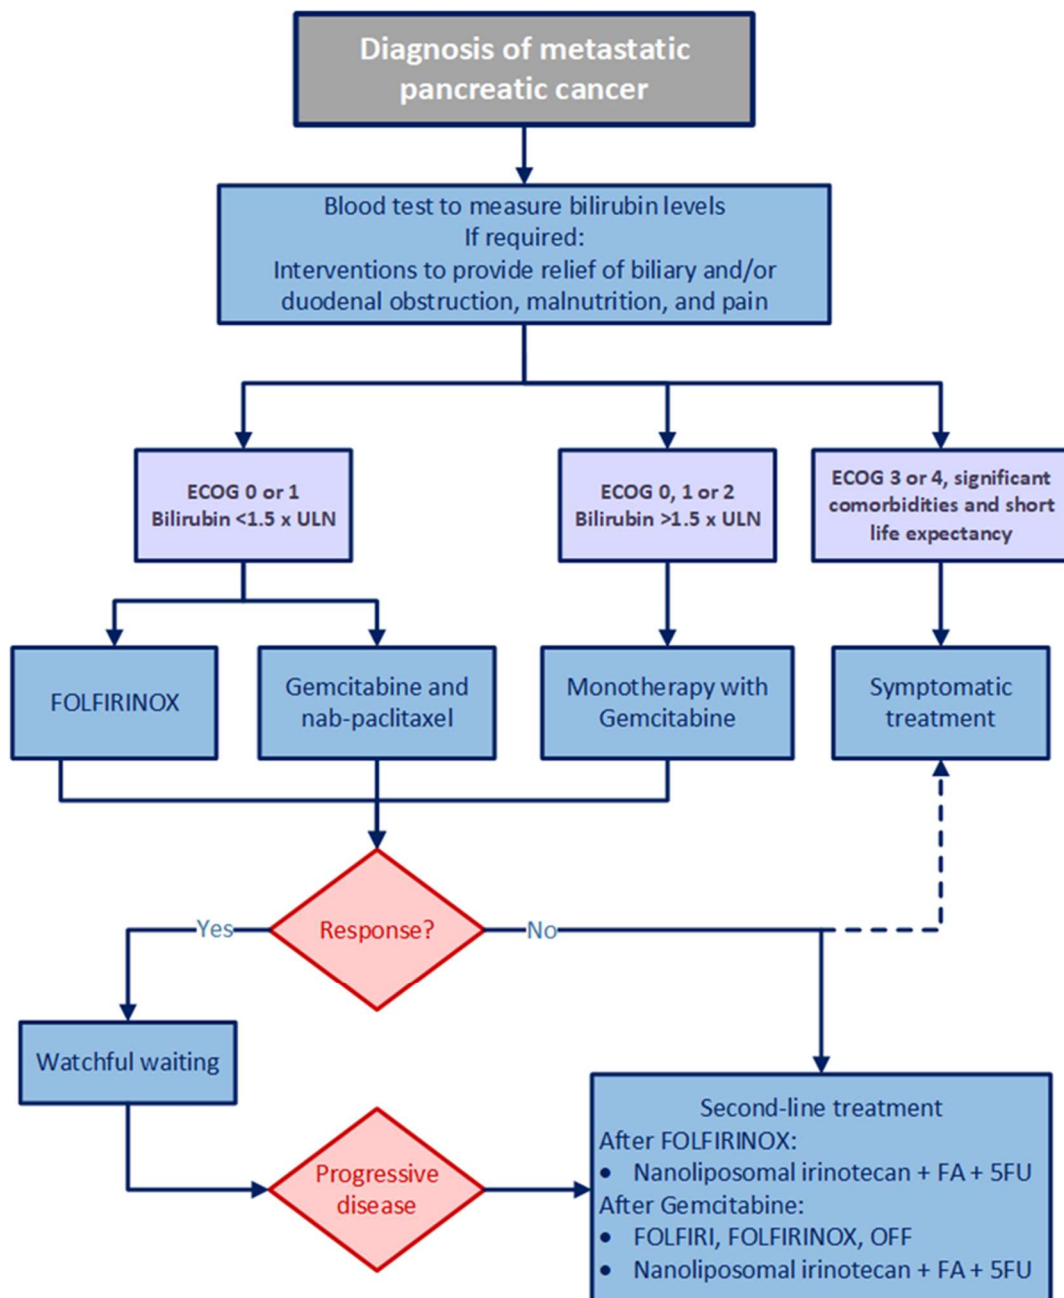 Diagnosis of metastatic
pancreatic cancer
Blood test to measure bilirubin levels
If required:
Interventions to provide relief of biliary and/or
duodenal obstruction, malnutrition, and pain
ECOG 0 or 1
Bilirubin <1.5 x ULN
ECOG 0, 1 or 2
Bilirubin >1.5 x ULN
ECOG 3 or 4, significant
comorbidities and short
life expectancy
FOLFIRINOX
Gemcitabine and
nab-paclitaxel
Monotherapy with
Gemcitabine
Symptomatic
treatment
Response?
Yes
No
Watchful waiting
Progressive
disease
Second-line treatment
After FOLFIRINOX:
• Nanoliposomal irinotecan + FA + 5FU
After Gemcitabine:
• FOLFIRI, FOLFIRINOX, OFF
• Nanoliposomal irinotecan + FA + 5FU